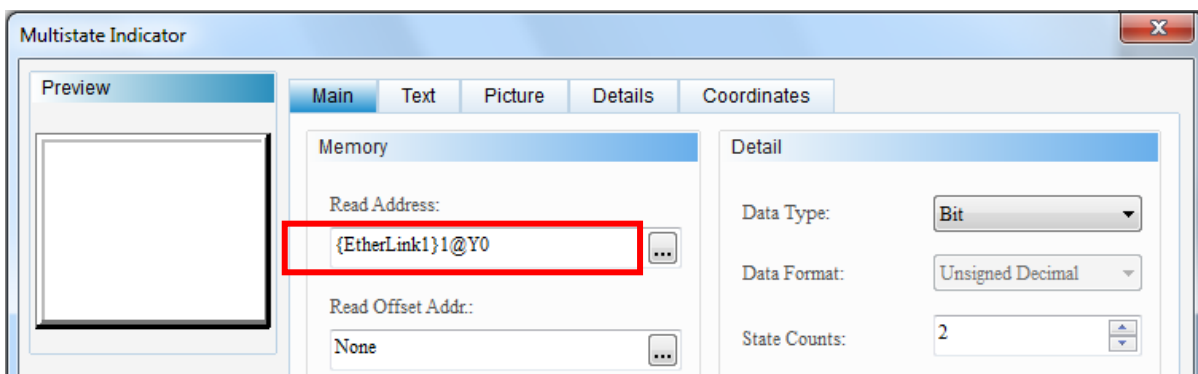 Multistate Indicator
x
Preview
Main Text Picture Details Coordinates
Memory
Read Address:
{EtherLink1}1@Y0
...
Read Offset Addr.:
None
...
Detail
Data Type:
Bit
Data Format:
Unsigned Decimal
State Counts:
2